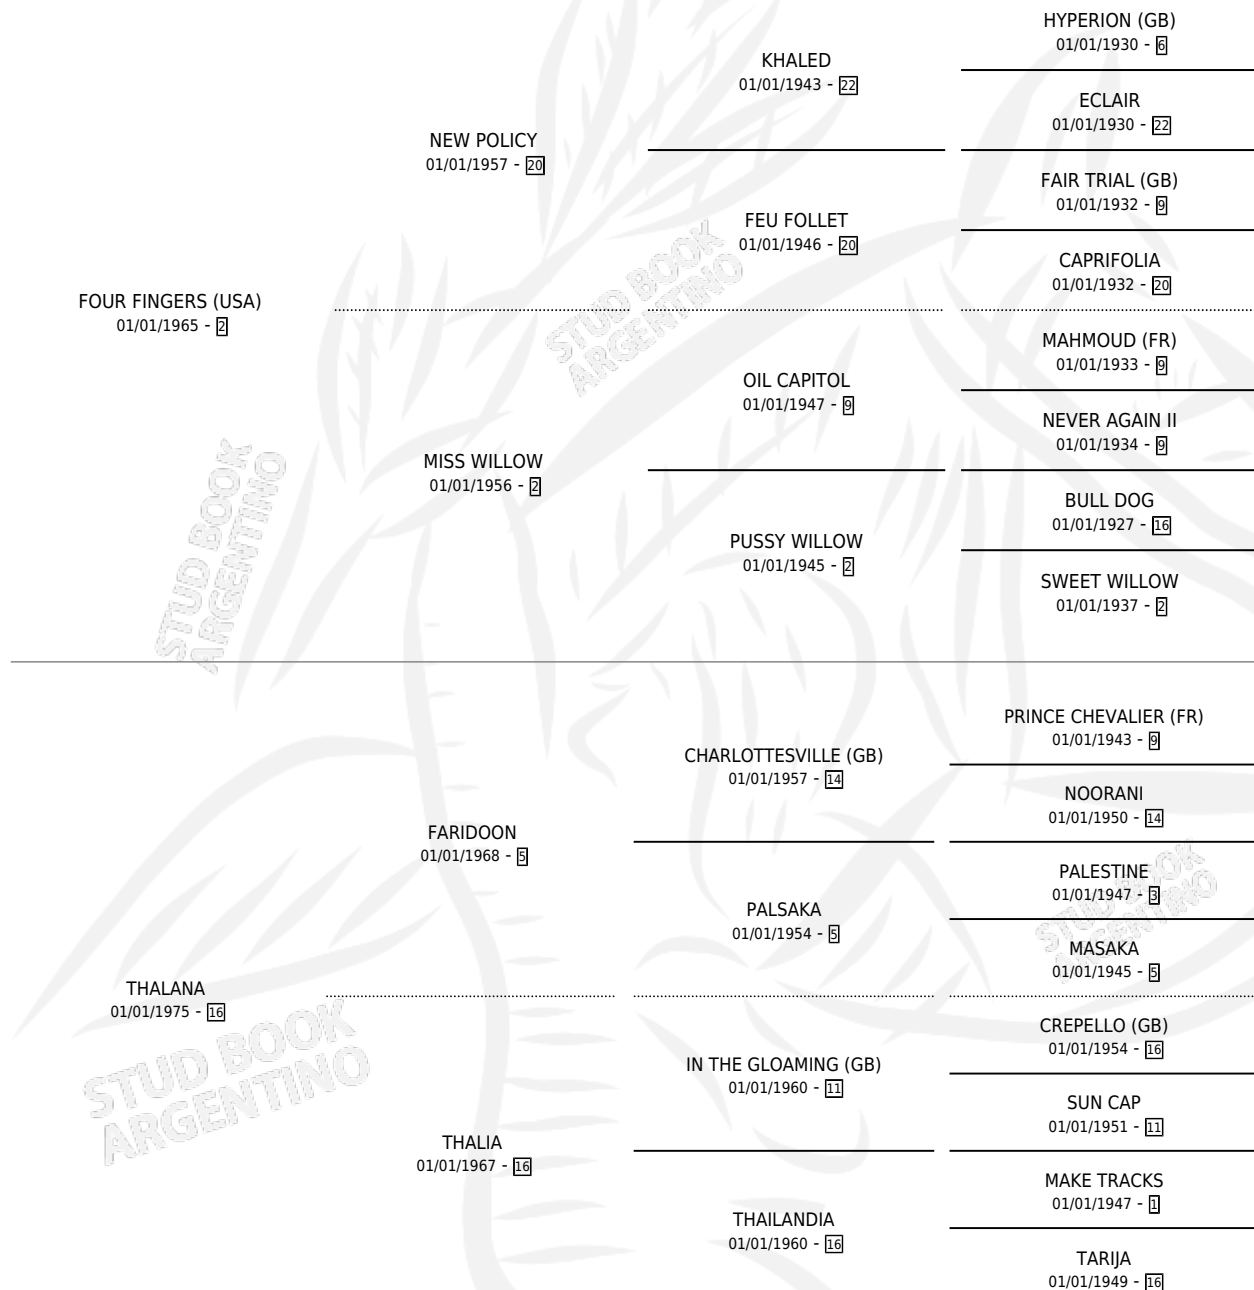 HYPERION (GB)
01/01/1930 - 6
KHALED
01/01/1943 - 22
ECLAIR
01/01/1930 - 22
NEW POLICY
01/01/1957 - 20
FAIR TRIAL (GB)
01/01/1932 - 9
FEU FOLLET
01/01/1946 - 20
CAPRIFOLIA
01/01/1932 - 20
FOUR FINGERS (USA)
01/01/1965 - 2
STUD BOOK
ARGENTINO
MAHMOUD (FR)
01/01/1933 - 9
OIL CAPITOL
01/01/1947 - 9
NEVER AGAIN II
01/01/1934 - 9
MISS WILLOW
01/01/1956 - 2
BULL DOG
01/01/1927 - 16
PUSSY WILLOW
01/01/1945 - 2
SWEET WILLOW
01/01/1937 - 2
STUD BOOK
ARGENTINO
PRINCE CHEVALIER (FR)
01/01/1943 - 9
CHARLOTTESVILLE (GB)
01/01/1957 - 14
NOORANI
01/01/1950 - 14
FARIDOON
01/01/1968 - 5
PALESTINE
01/01/1947 - 3
PALSAKA
01/01/1954 - 5
MASAKA
01/01/1945 - 5
STUD BOOK
ARGENTINO
THALANA
01/01/1975 - 16
CREPELLO (GB)
01/01/1954 - 16
IN THE GLOAMING (GB)
01/01/1960 - 11
SUN CAP
01/01/1951 - 11
STUD BOOK
ARGENTINO
THALIA
01/01/1967 - 16
MAKE TRACKS
01/01/1947 - 1
THAILANDIA
01/01/1960 - 16
TARIJA
01/01/1949 - 16